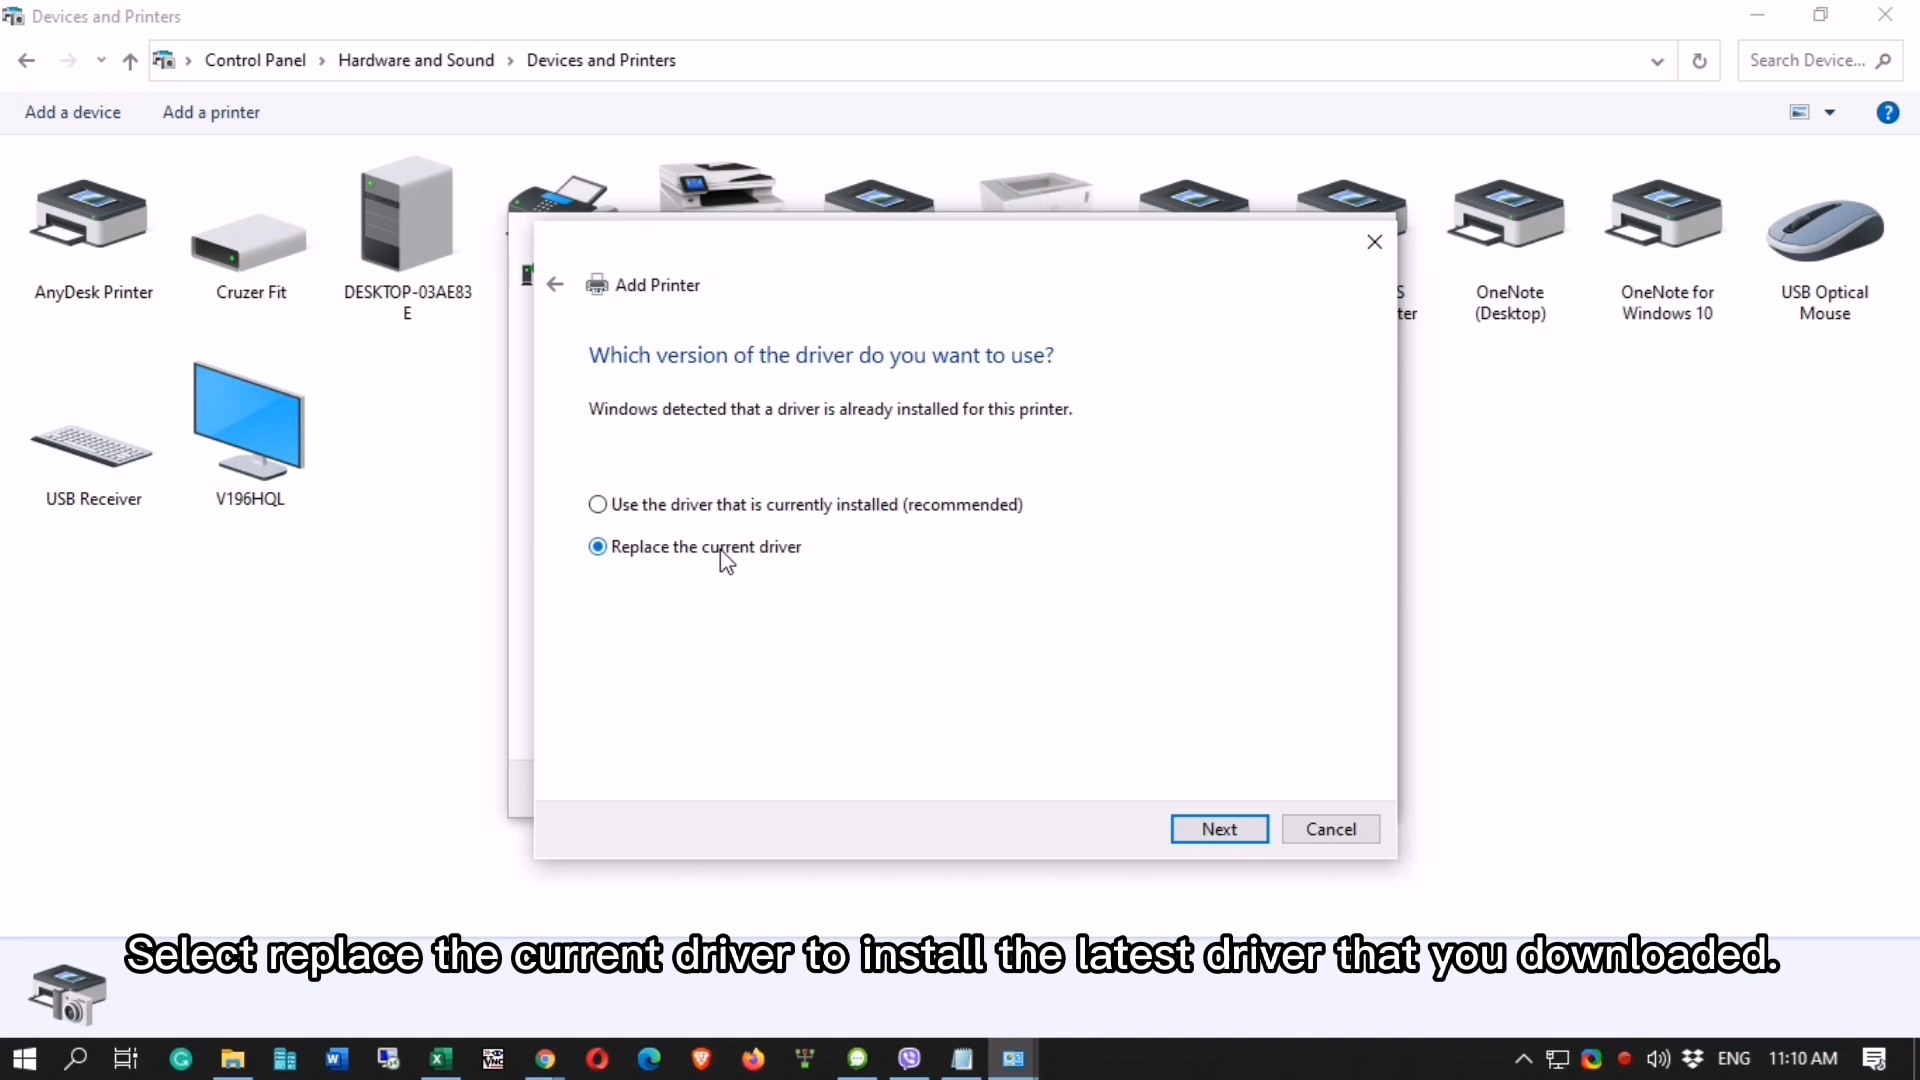 Devices and Printers
Control Panel > Hardware and Sound > Devices and Printers
Search Device...
Add a device
Add a printer
?
AnyDesk Printer
Cruzer Fit
DESKTOP-03AE83
E
S
ter
OneNote
(Desktop)
OneNote for
Windows 10
USB Optical
Mouse
USB Receiver
V196HQL
Add Printer
Which version of the driver do you want to use?
Windows detected that a driver is already installed for this printer.
Use the driver that is currently installed (recommended)
Replace the current driver
Next
Cancel
Select replace the current driver to install the latest driver that you downloaded.
ENG
11:10 AM